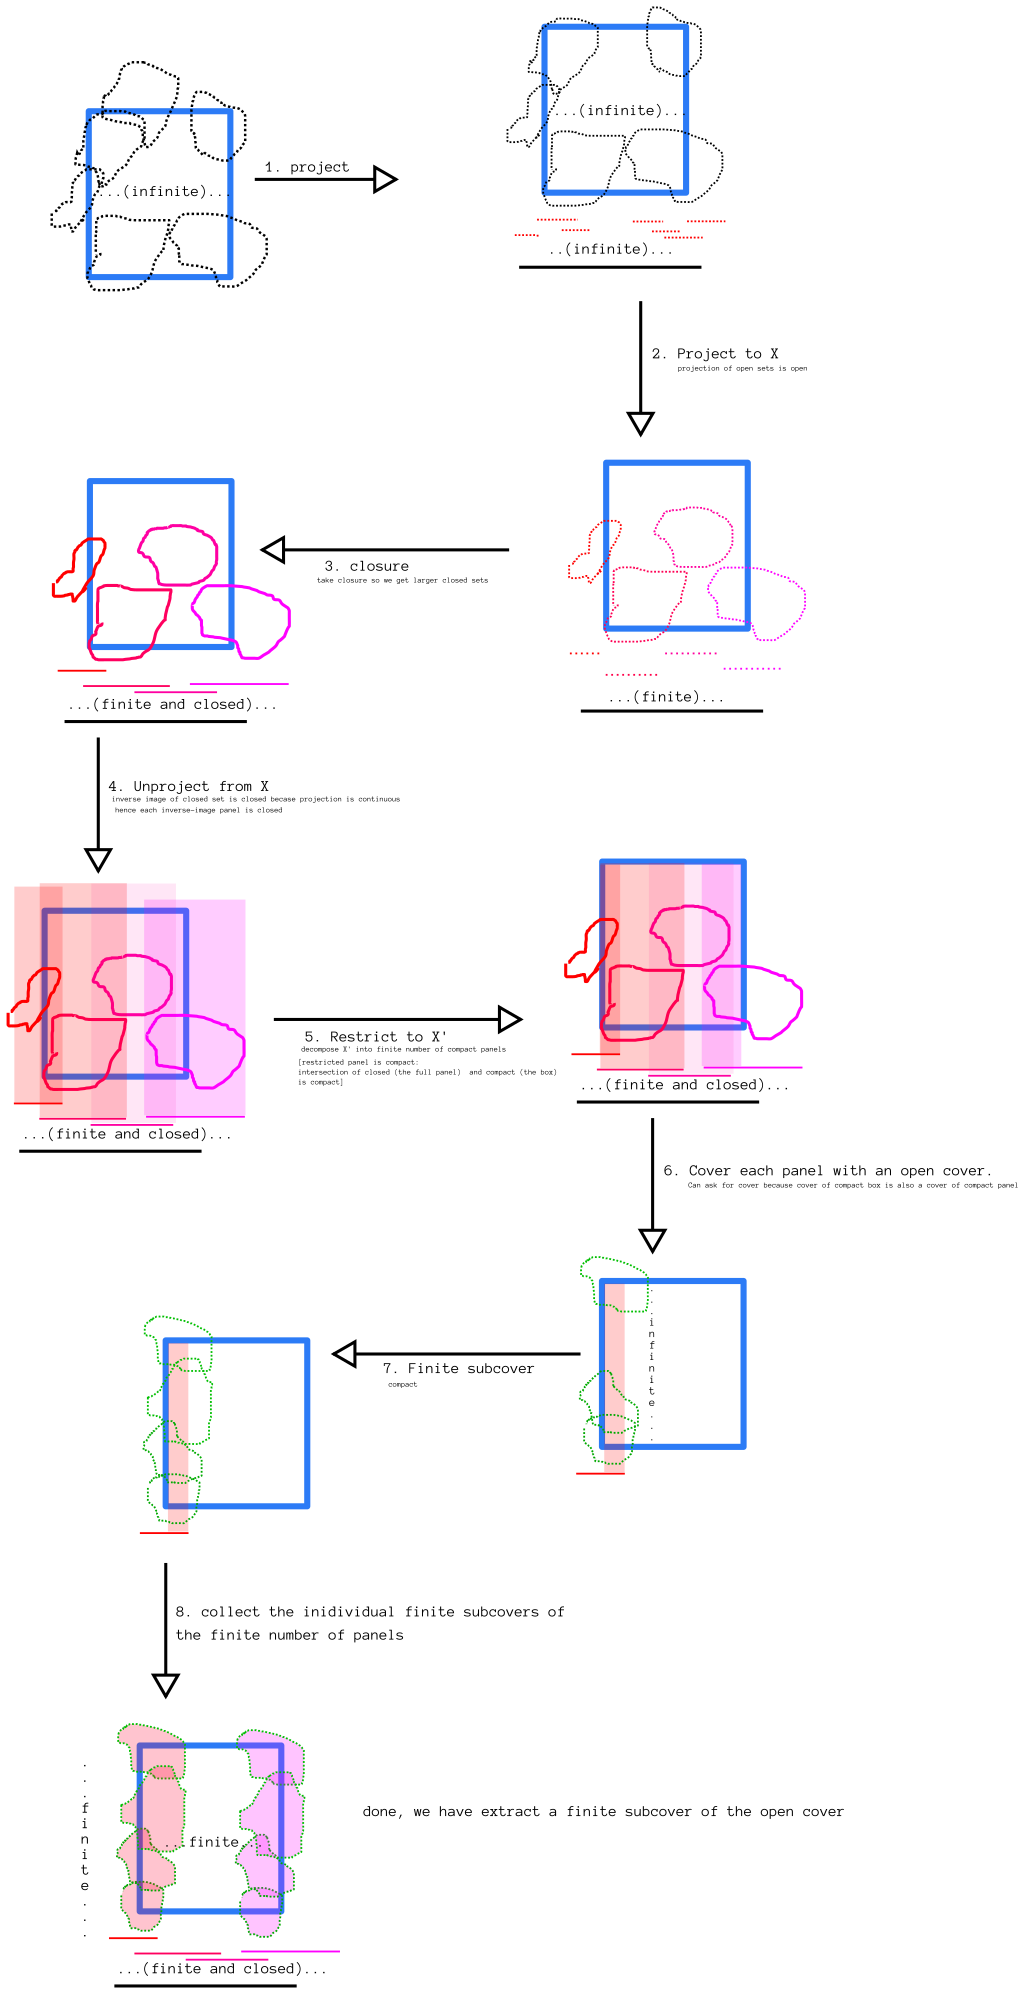 ...(infinite)...
1. project
...(infinite)...
..(infinite)...
2. Project to X
projection of open sets is open
3. closure
take closure so we get larger closed sets
...(finite)...
...(finite and closed)...
4. Unproject from X
inverse image of closed set is closed becase projection is continuous
hence each inverse-image panel is closed
...(finite and closed)...
5. Restrict to X'
decompose X' into finite number of compact panels
[restricted panel is compact:
intersection of closed (the full panel)  and compact (the box)
is compact]
...(finite and closed)...
6. Cover each panel with an open cover.
Can ask for cover because cover of compact box is also a cover of compact panel
...infinite...
7. Finite subcover
compact
8. collect the inidividual finite subcovers of
the finite number of panels
...finite...
...finite...
done, we have extract a finite subcover of the open cover
...(finite and closed)...